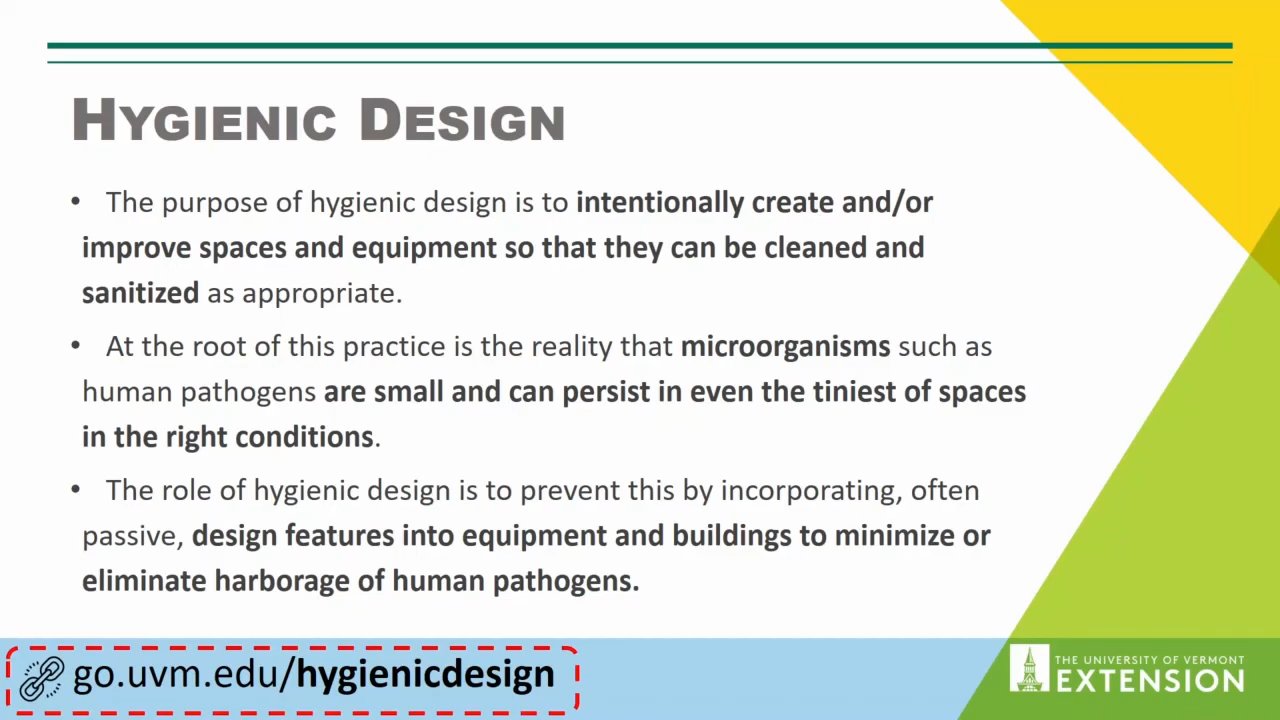 HYGIENIC DESIGN
• The purpose of hygienic design is to intentionally create and/or
improve spaces and equipment so that they can be cleaned and
sanitized as appropriate.
• At the root of this practice is the reality that microorganisms such as
human pathogens are small and can persist in even the tiniest of spaces
in the right conditions.
• The role of hygienic design is to prevent this by incorporating, often
passive, design features into equipment and buildings to minimize or
eliminate harborage of human pathogens.
go.uvm.edu/hygienicdesign
THE UNIVERSITY OF VERMONT
EXTENSION